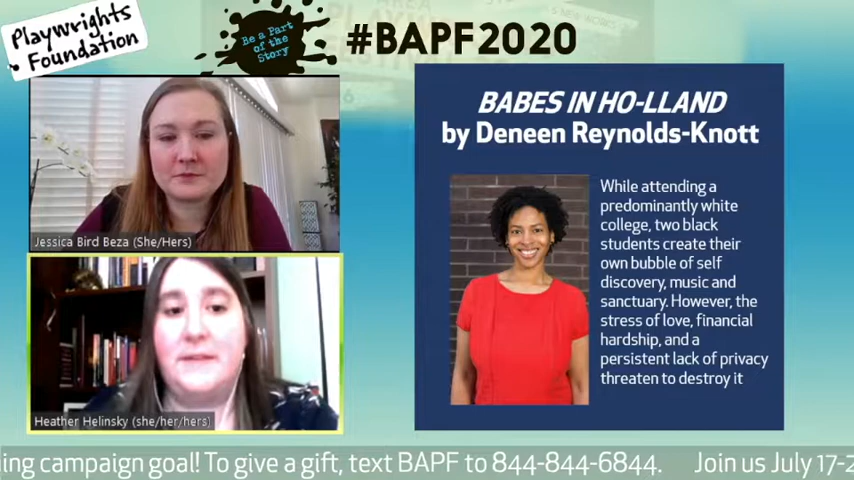 Playwrights
Foundation
Be a Part
of the
Story
#BAPF2020
Jessica Bird Beza (She/Hers)
Heather Helinsky (she/her/hers)
BABES IN HO-LLAND
by Deneen Reynolds-Knott
While attending a
predominantly white
college, two black
students create their
own bubble of self
discovery, music and
sanctuary. However, the
stress of love, financial
hardship, and a
persistent lack of privacy
threaten to destroy it
ing campaign goal! To give a gift, text BAPF to 844-844-6844. Join us July 17-2